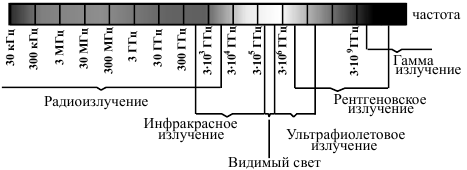 частота
30 кГц
300 кГц
3 МГц
30 МГц
300 МГц
3 ГГц
30 ГГц
300 ГГц
3·10³ ГГц
3·10⁴ ГГц
3·10⁵ ГГц
3·10⁶ ГГц
3·10⁹ ГГц
Гамма
излучение
Радиоизлучение
Рентгеновское
излучение
Инфракрасное
излучение
Ультрафиолетовое
излучение
Видимый свет